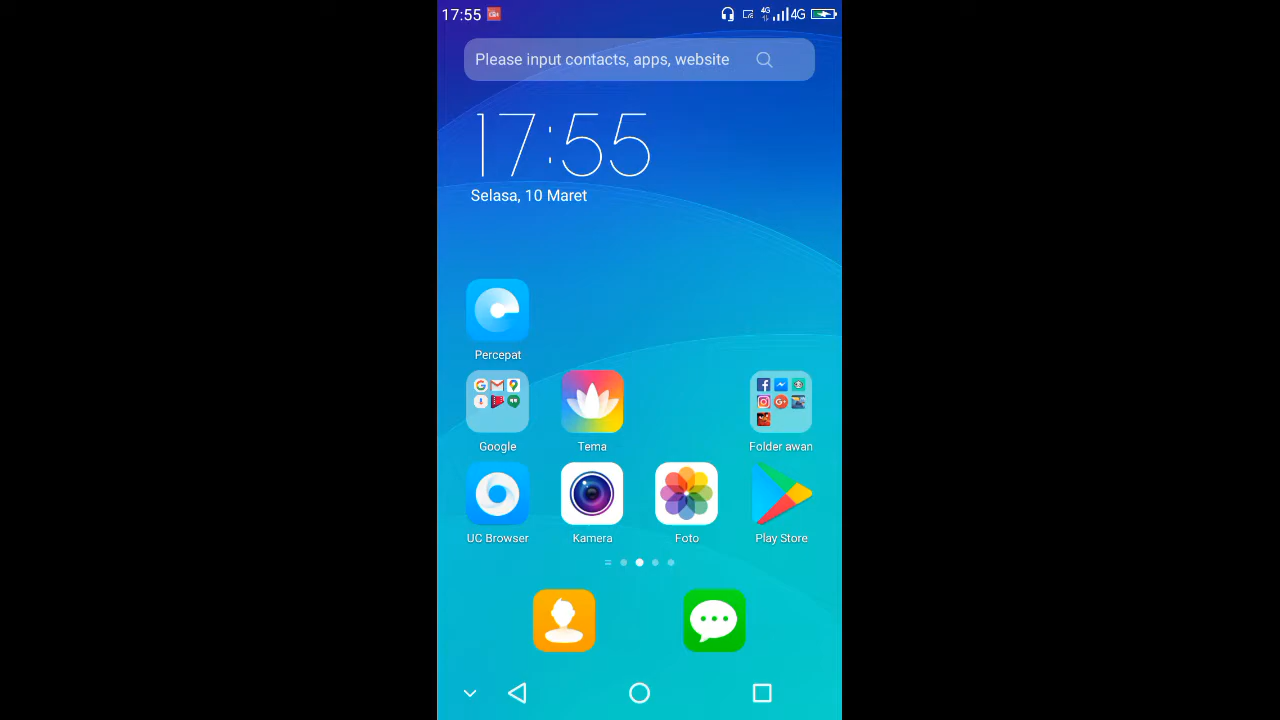 17:55
4G 4G
Please input contacts, apps, website
17:55
Selasa, 10 Maret
Percepat
Google Tema Folder awan
UC Browser Kamera Foto Play Store